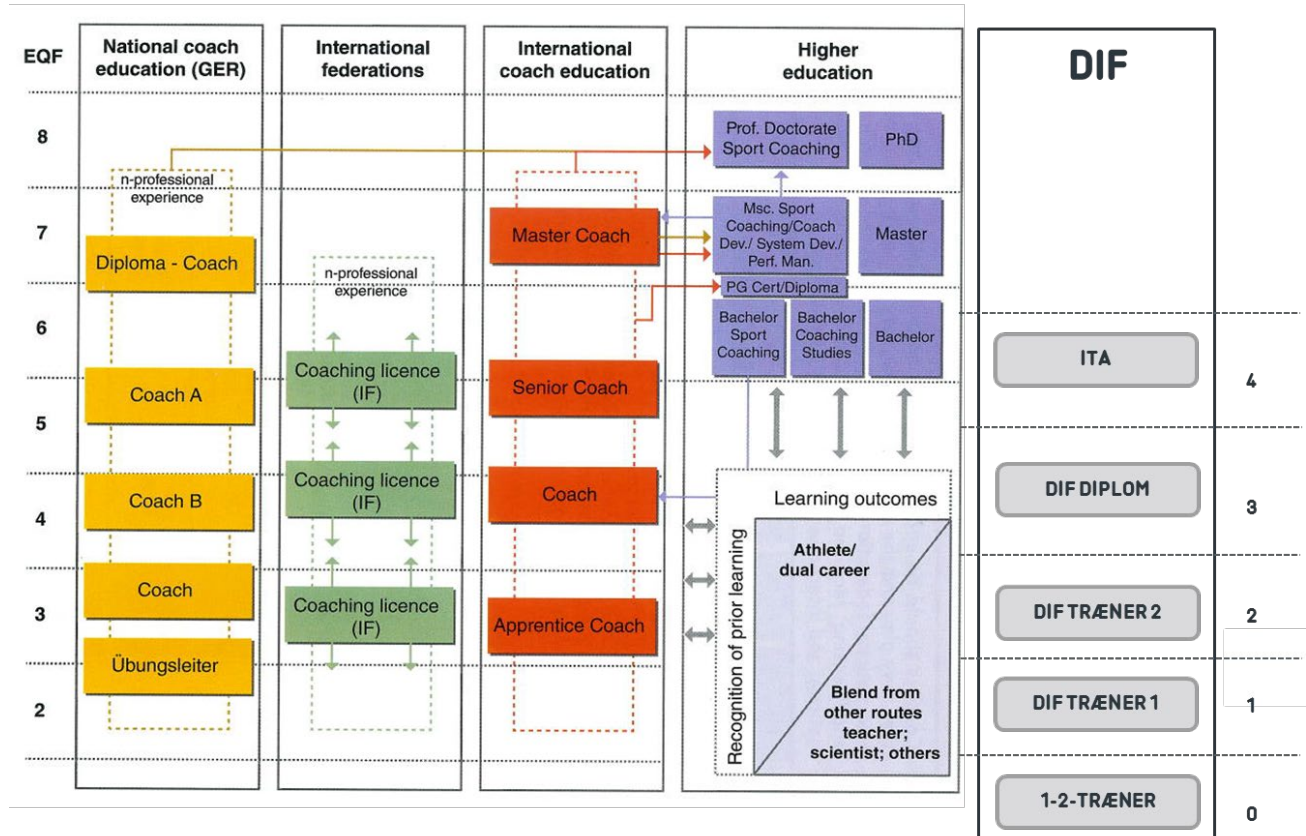 EQF
National coach
education (GER)
International
federations
International
coach education
Higher
education
DIF
8
7
6
5
4
3
2
n-professional
experience
Diploma - Coach
Coach A
Coach B
Coach
Übungsleiter
n-professional
experience
Coaching licence
(IF)
Coaching licence
(IF)
Coaching licence
(IF)
Master Coach
Senior Coach
Coach
Apprentice Coach
Prof. Doctorate
Sport Coaching
PhD
Msc. Sport
Coaching/Coach
Dev./ System Dev./
Perf. Man.
Master
PG Cert/Diploma
Bachelor
Sport
Coaching
Bachelor
Coaching
Studies
Bachelor
Learning outcomes
Recognition of prior learning
Athlete/
dual career
Blend from
other routes
teacher;
scientist; others
ITA
4
DIF DIPLOM
3
DIF TRÆNER 2
2
DIF TRÆNER 1
1
1-2-TRÆNER
0